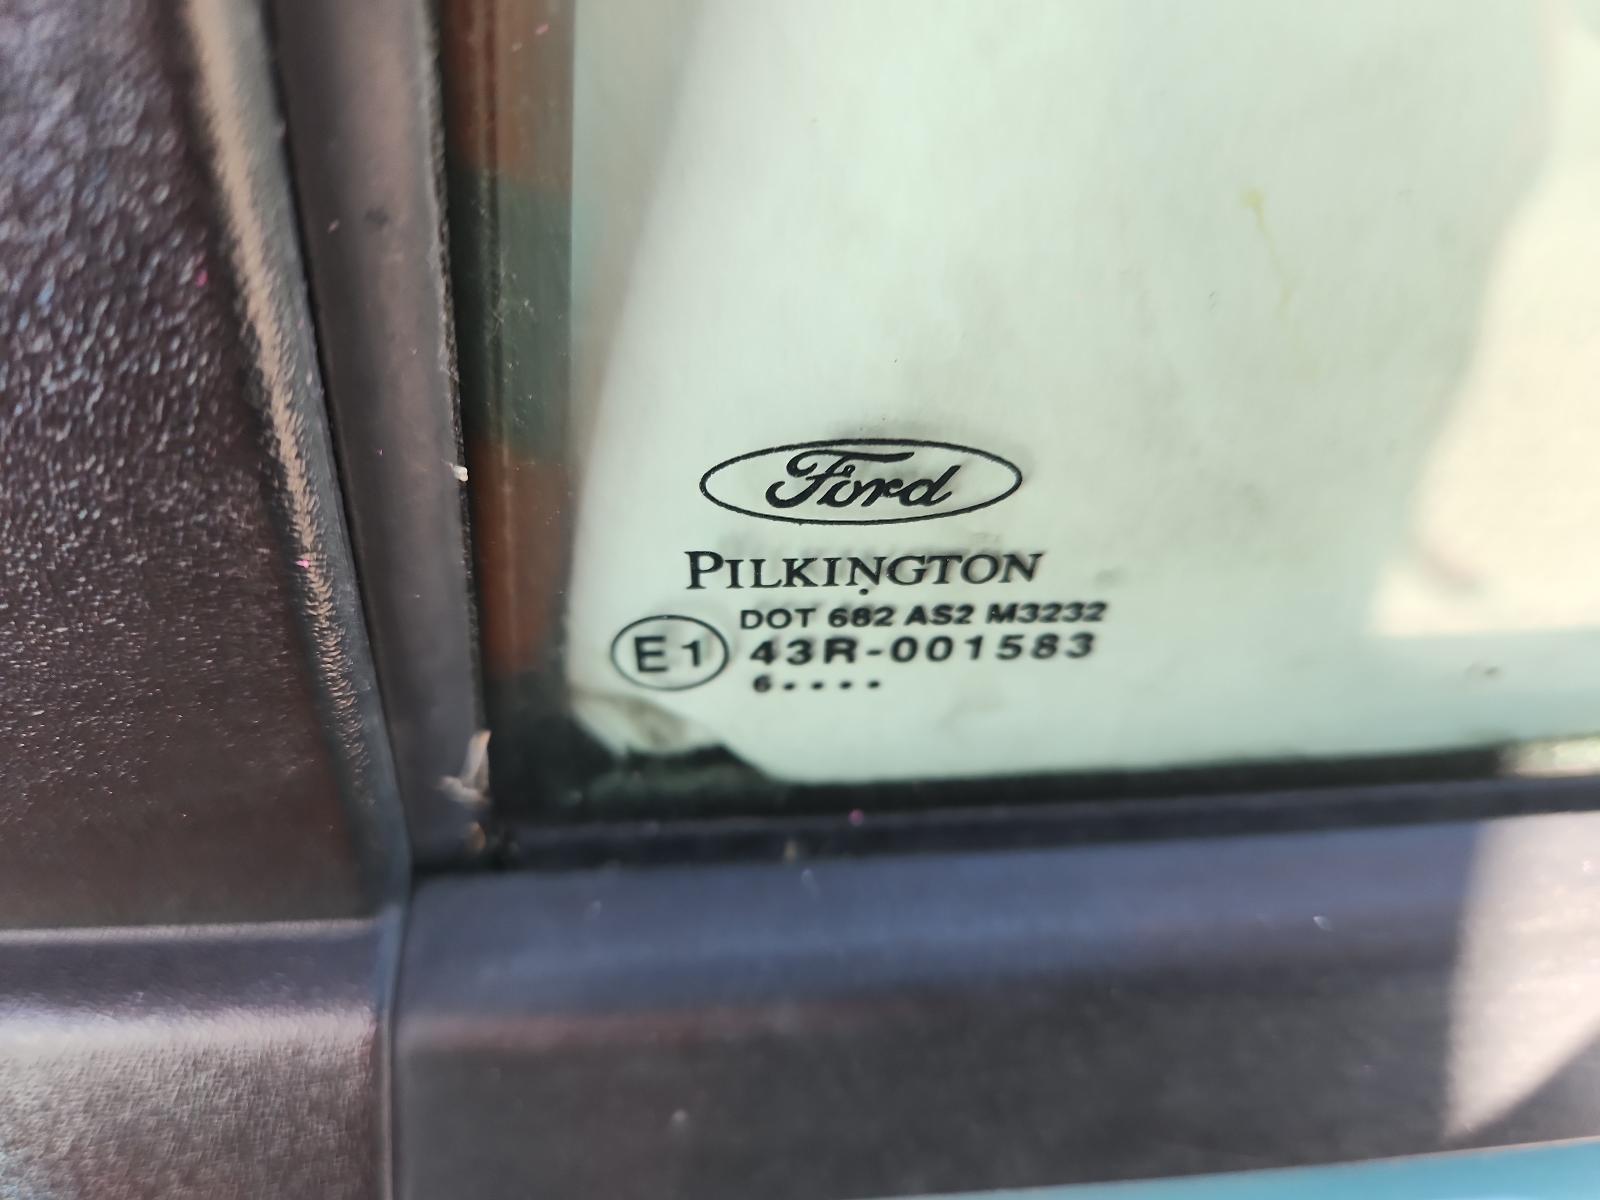 Ford
PILKINGTON
DOT 682 AS2 M3232
E1 43R-001583
6....